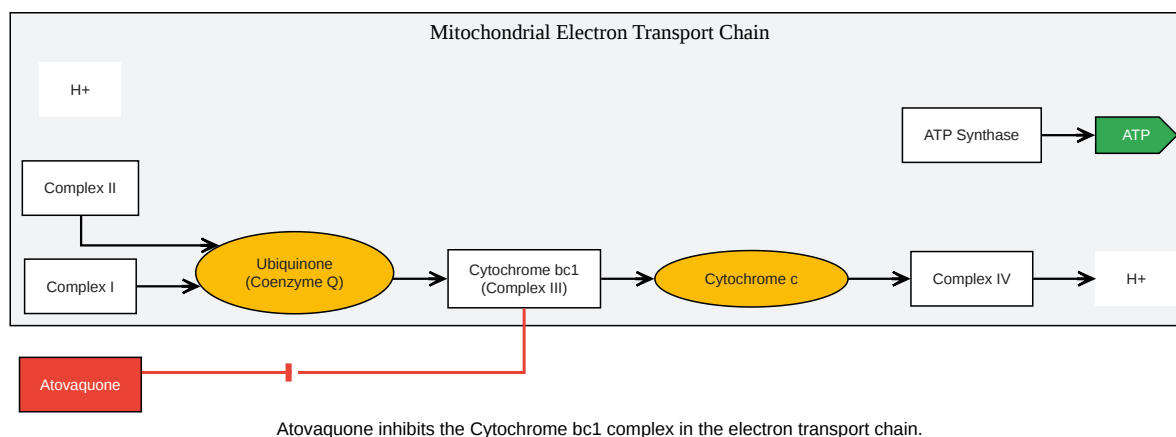 Mitochondrial Electron Transport Chain
H+
ATP Synthase
ATP
Complex II
Complex I
Ubiquinone
(Coenzyme Q)
Cytochrome bc1
(Complex III)
Cytochrome c
Complex IV
H+
Atovaquone
Atovaquone inhibits the Cytochrome bc1 complex in the electron transport chain.